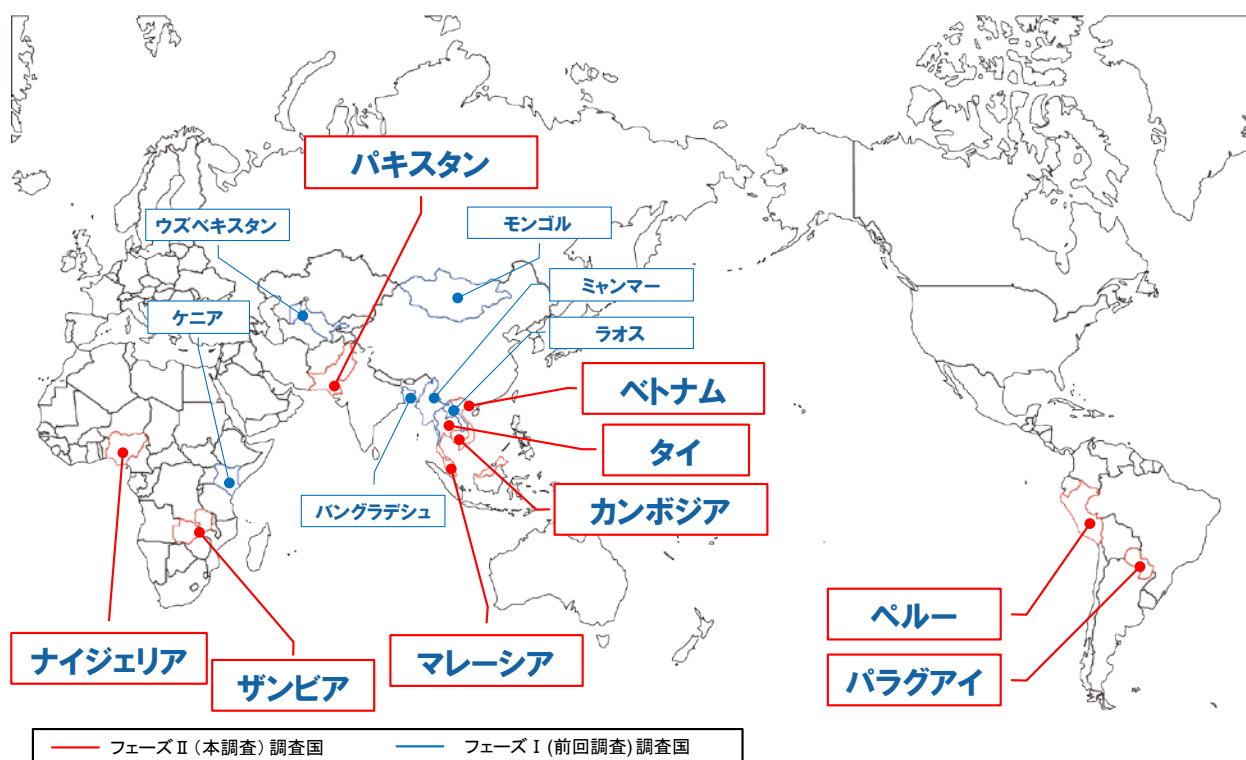 パキスタン
ウズベキスタン
モンゴル
ミャンマー
ケニア
ラオス
ベトナム
タイ
カンボジア
バングラデシュ
ペルー
ナイジェリア
ザンビア
マレーシア
パラグアイ
フェーズⅡ（本調査）調査国
フェーズⅠ(前回調査)調査国